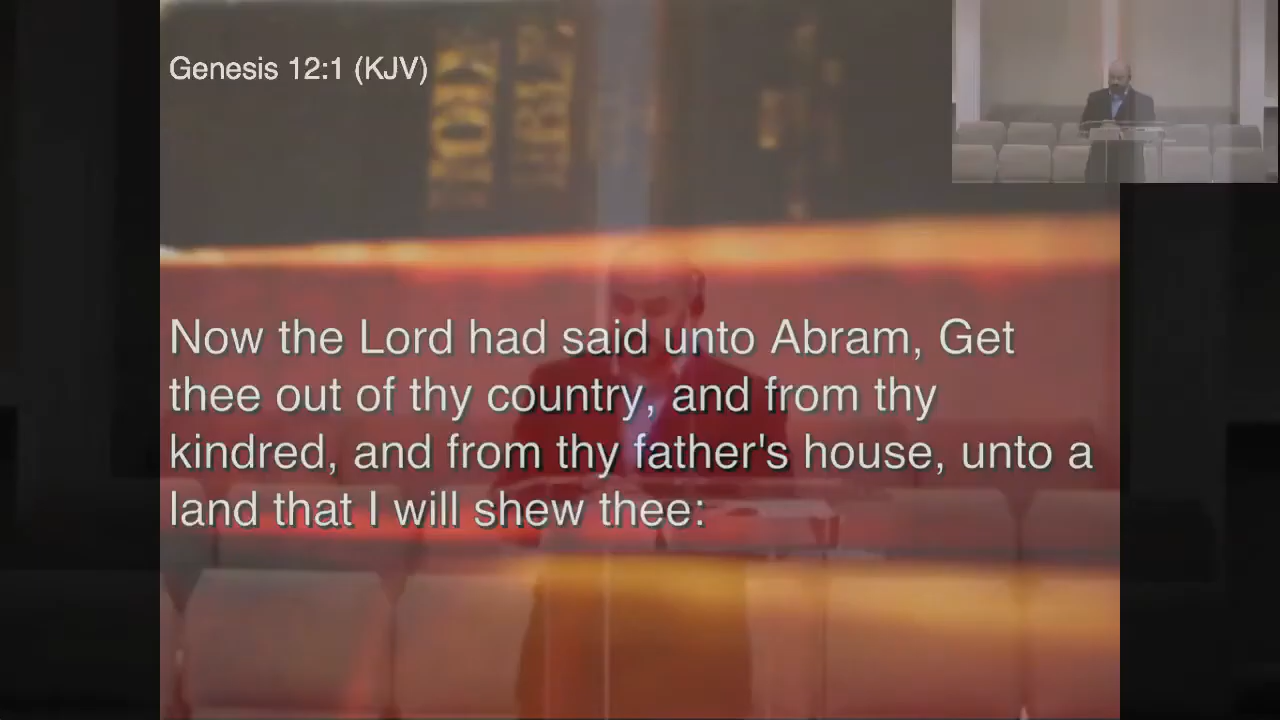 Genesis 12:1 (KJV)
Now the Lord had said unto Abram, Get
thee out of thy country, and from thy
kindred, and from thy father's house, unto a
land that I will shew thee: